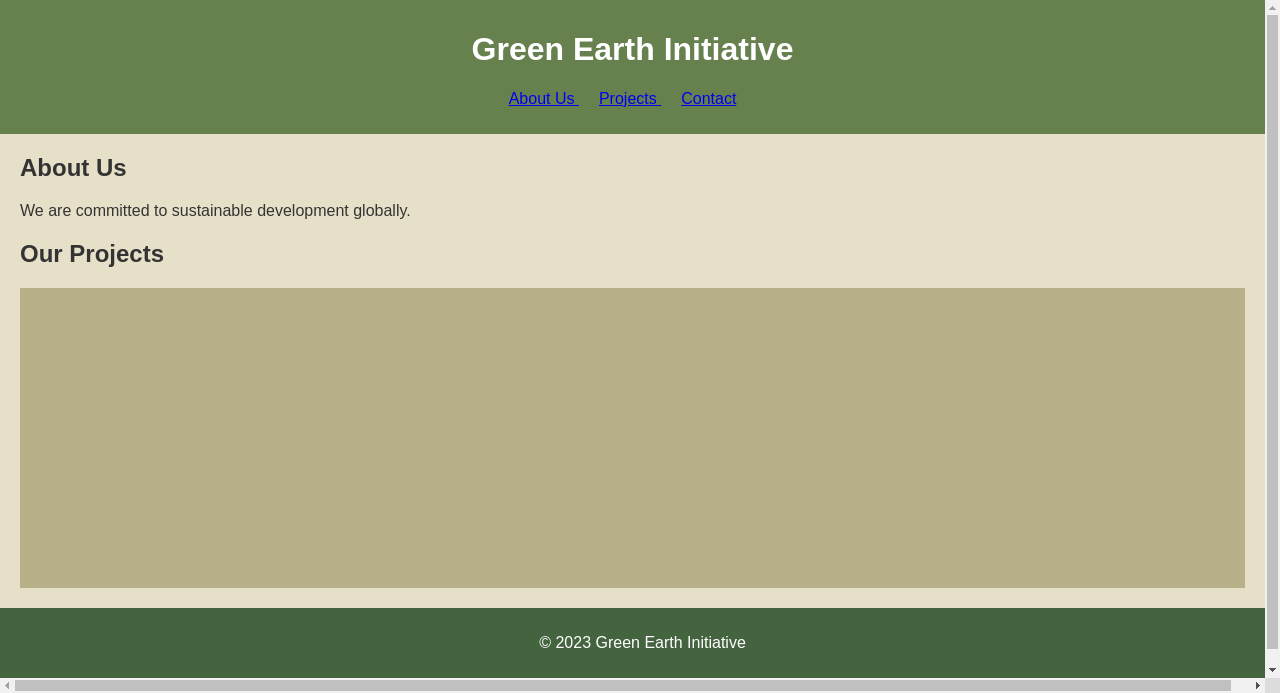 Green Earth Initiative
About Us Projects Contact
About Us
We are committed to sustainable development globally.
Our Projects
© 2023 Green Earth Initiative